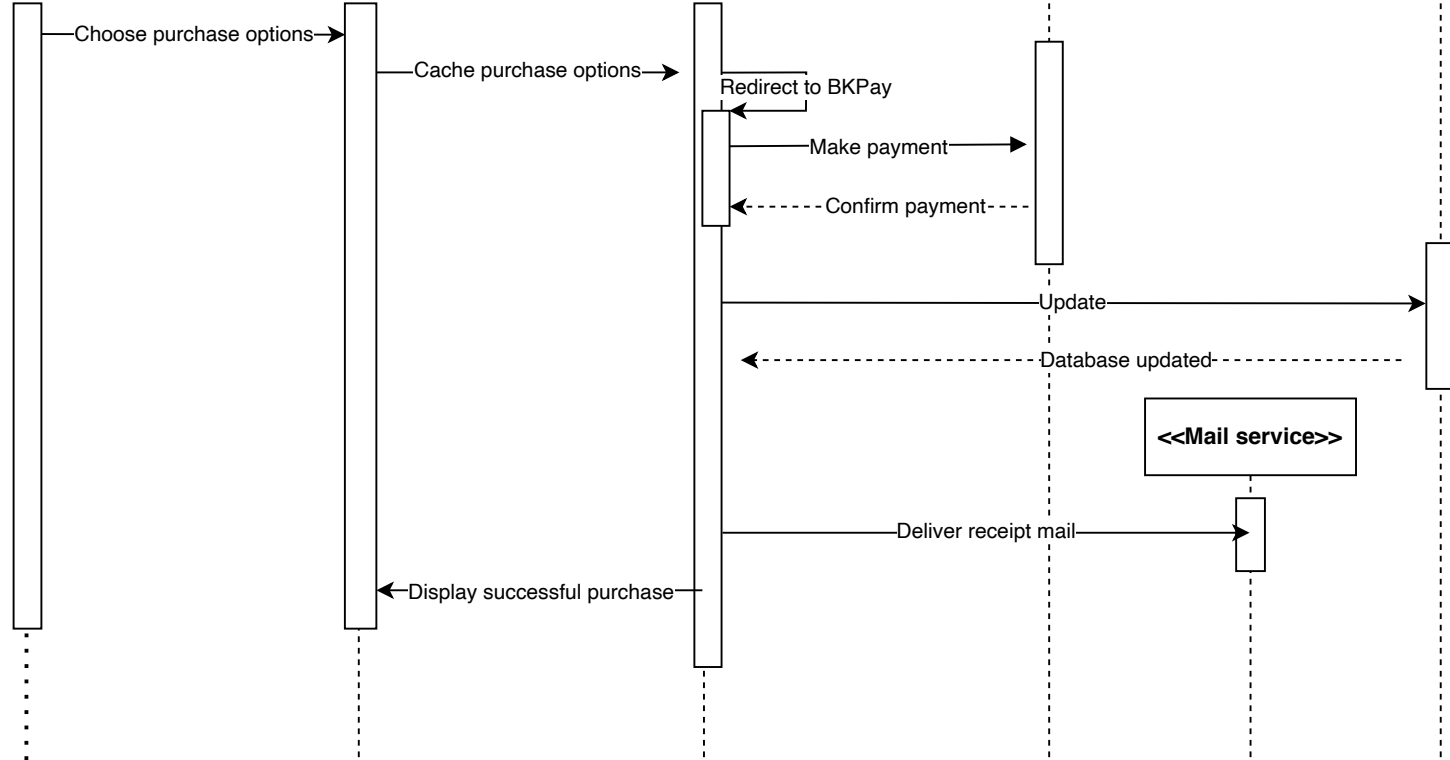 Choose purchase options
Cache purchase options
Redirect to BKPay
Make payment
Confirm payment
Update
Database updated
<<Mail service>>
Deliver receipt mail
Display successful purchase